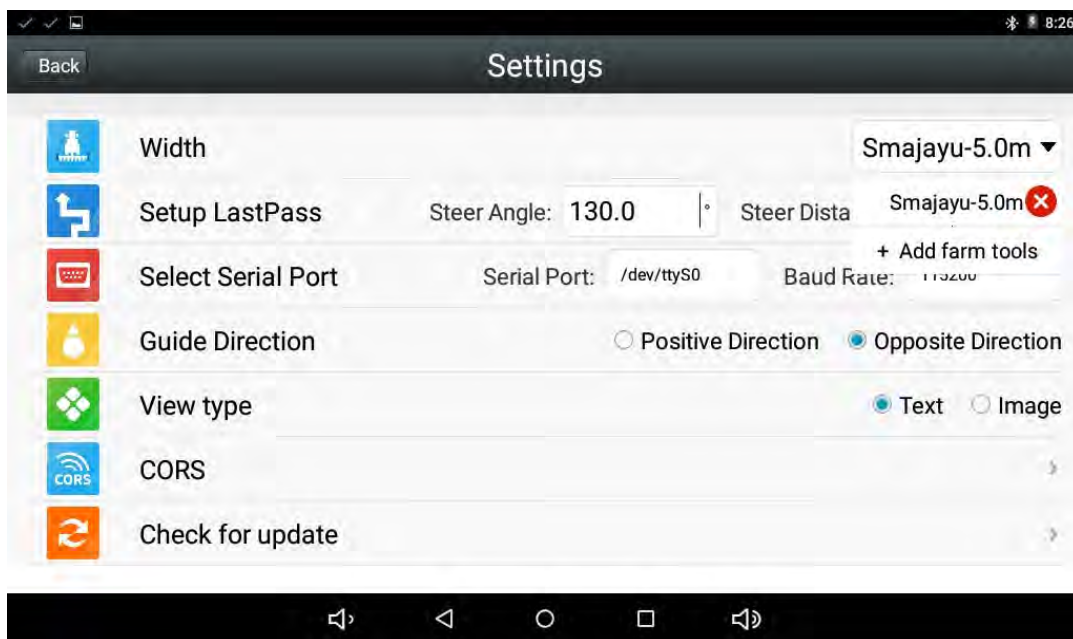 8:26
Back
Settings
Width
Smajayu-5.0m
Setup LastPass
Steer Angle: 130.0 °
Steer Dista
Smajayu-5.0m
+ Add farm tools
Select Serial Port
Serial Port: /dev/ttyS0
Baud Rate: 115200
Guide Direction
Positive Direction
Opposite Direction
View type
Text
Image
CORS
CORS
Check for update